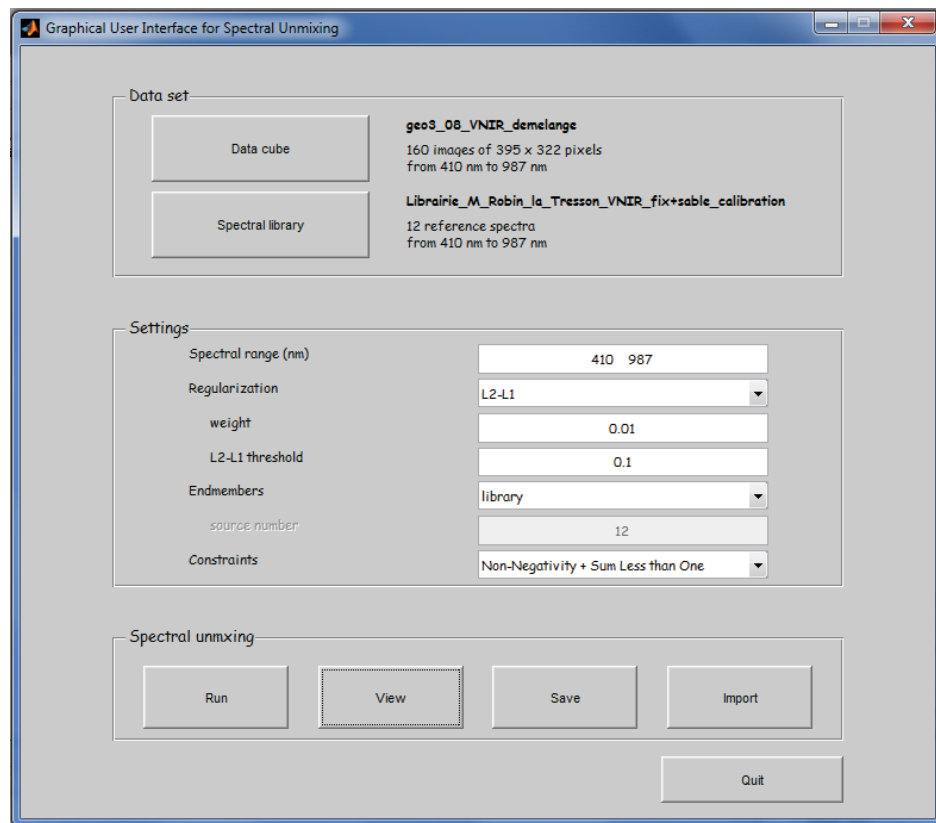 Graphical User Interface for Spectral Unmixing
Data set
Data cube
geo3_08_VNIR_demelange
160 images of 395 x 322 pixels
from 410 nm to 987 nm
Spectral library
Librairie_M_Robin_la_Tresson_VNIR_fix+sable_calibration
12 reference spectra
from 410 nm to 987 nm
Settings
Spectral range (nm)
410 987
Regularization
L2-L1
weight
0.01
L2-L1 threshold
0.1
Endmembers
library
source number
12
Constraints
Non-Negativity + Sum Less than One
Spectral unmxing
Run
View
Save
Import
Quit